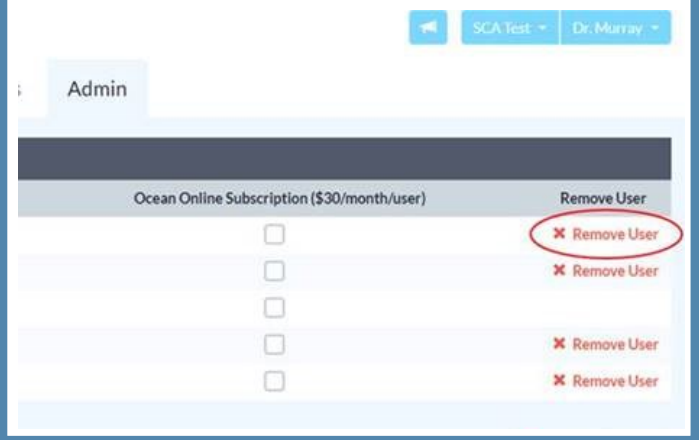 SCA Test Dr. Murray
s Admin
Ocean Online Subscription ($30/month/user) Remove User
✖ Remove User
✖ Remove User
✖ Remove User
✖ Remove User